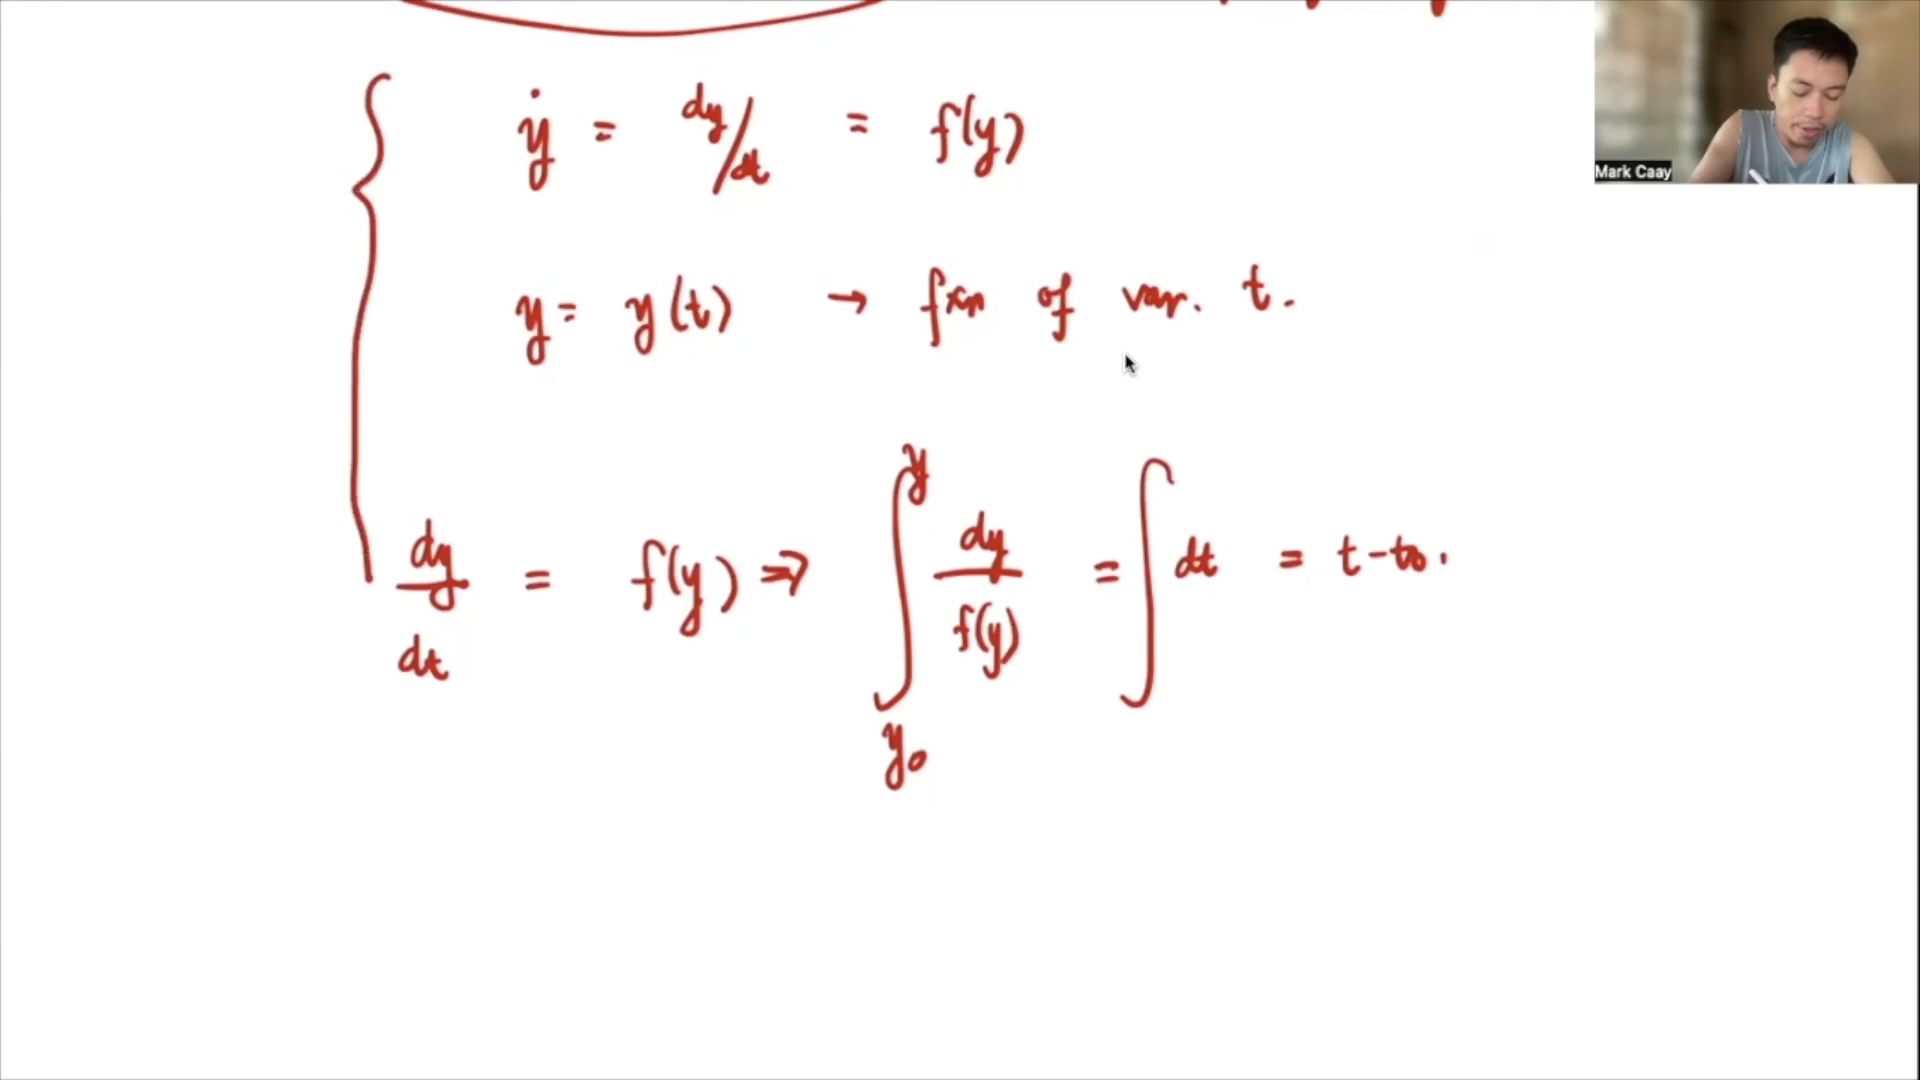 ẏ = dy/dt = f(y)
Mark Caay
y = y(t) → fxn of var. t.
dy/dt = f(y) ⇒ ∫_{y₀}^{y} dy/f(y) = ∫ dt = t - t₀.